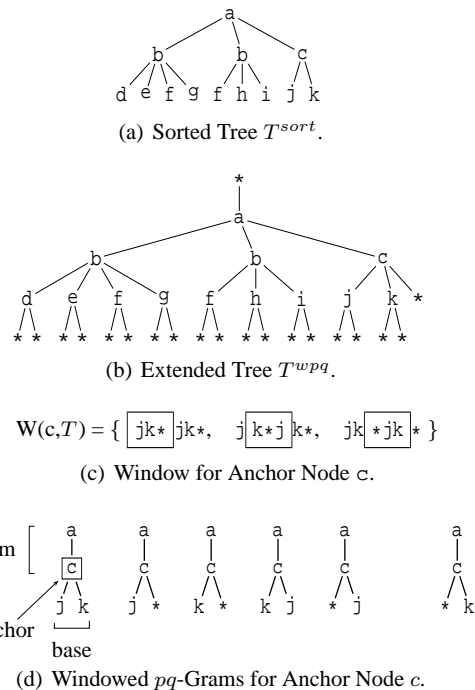 a
b b c
d e f g f h i j k
(a) Sorted Tree T^sort.
*
a
b b c
d e f g f h i j k *
* * * * * * * * * * * * * * * * * *
(b) Extended Tree T^wpq.
W(c,T) = { jk* jk*, j k*j k*, jk *jk * }
(c) Window for Anchor Node c.
a a a a a a
m c c c c c c
j k j * k * k j * j * k
chor
base
(d) Windowed pq-Grams for Anchor Node c.